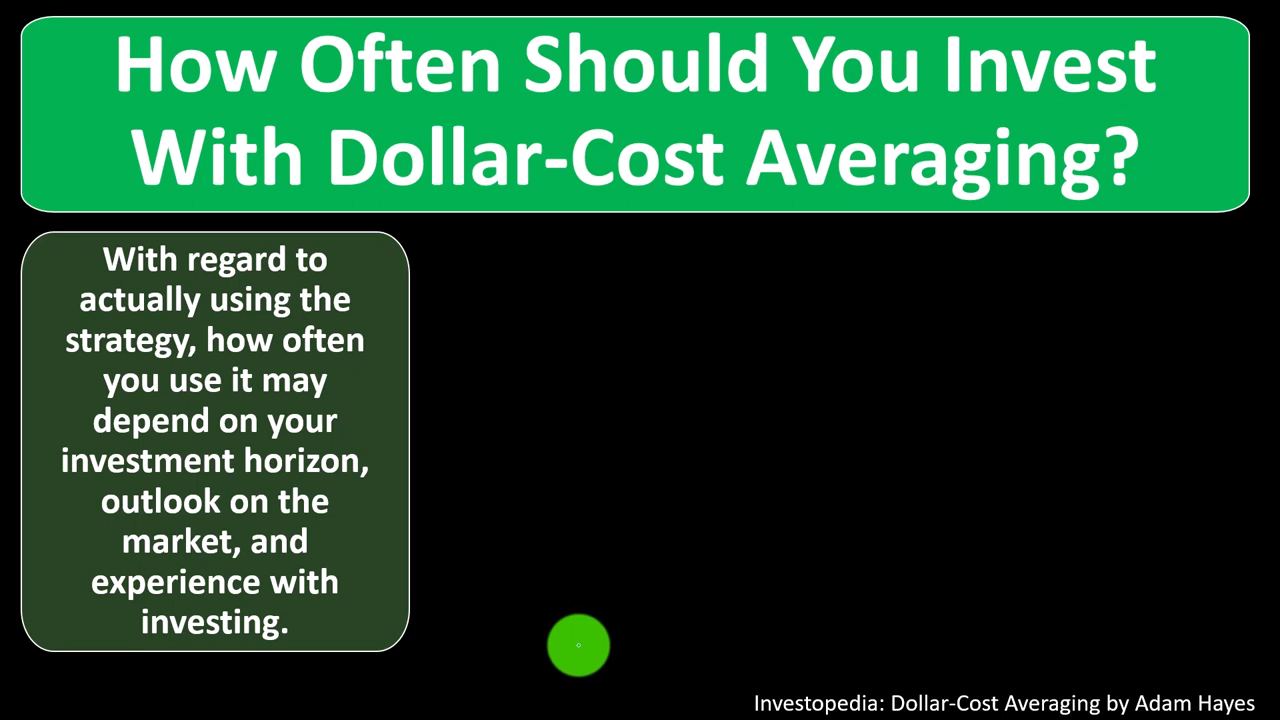 How Often Should You Invest
With Dollar-Cost Averaging?
With regard to
actually using the
strategy, how often
you use it may
depend on your
investment horizon,
outlook on the
market, and
experience with
investing.
Investopedia: Dollar-Cost Averaging by Adam Hayes